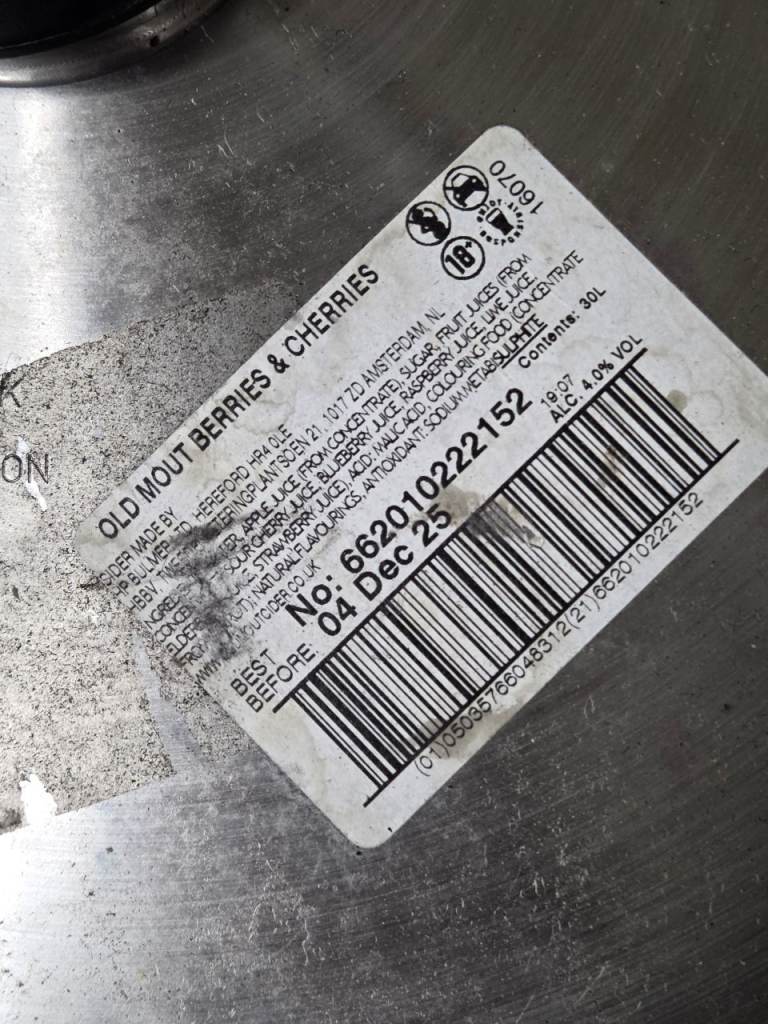 OLD MOUT BERRIES & CHERRIES
16070
18+
CIDER MADE BY
HP BULMER LTD, HEREFORD HR4 0LE
21, 1017 ZD AMSTERDAM, NL
APPLE JUICE (FROM CONCENTRATE), SUGAR, FRUIT JUICES (FROM
SOUR CHERRY JUICE, BLUEBERRY JUICE, RASPBERRY JUICE, LIME JUICE,
STRAWBERRY JUICE), ACID: MALIC ACID, COLOURING FOOD (CONCENTRATE
NATURAL FLAVOURINGS, ANTIOXIDANT: SODIUM METABISULPHITE
Contents: 30L
No: 662010222152
19:07
ALC. 4.0% VOL
BEST
BEFORE: 04 Dec 25
(01)05035766048312(21)662010222152
K
ON